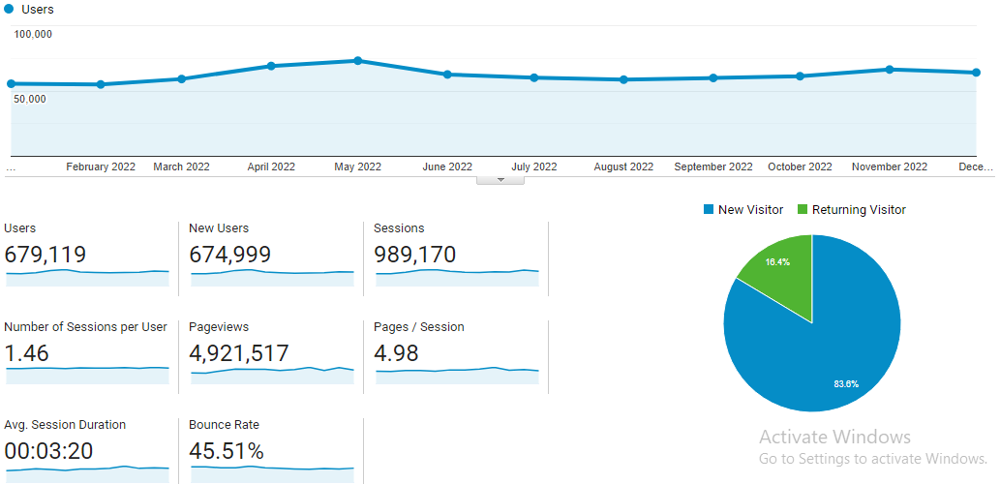 Users
100,000
50,000
... February 2022 March 2022 April 2022 May 2022 June 2022 July 2022 August 2022 September 2022 October 2022 November 2022 Dece...
New Visitor Returning Visitor
Users New Users Sessions
679,119 674,999 989,170
16.4%
Number of Sessions per User Pageviews Pages / Session
1.46 4,921,517 4.98
83.6%
Avg. Session Duration Bounce Rate
00:03:20 45.51%
Activate Windows
Go to Settings to activate Windows.